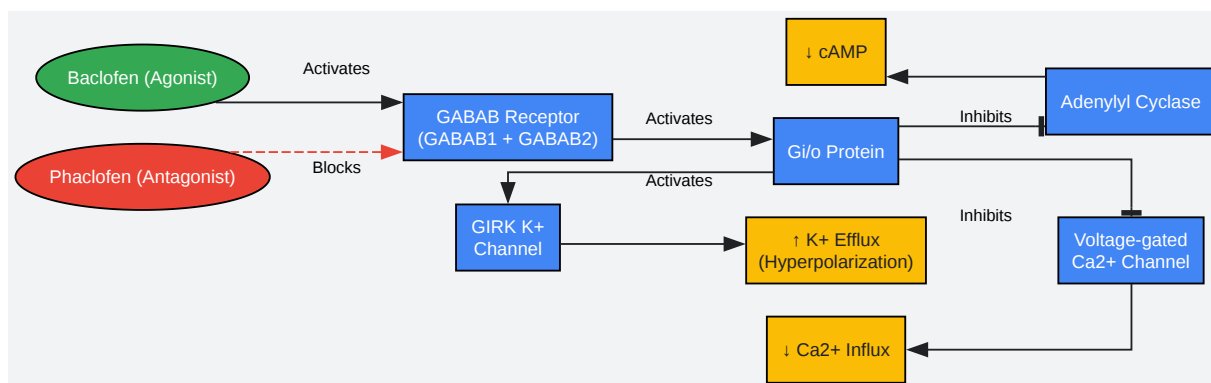 ↓ cAMP
Baclofen (Agonist)
Activates
Adenylyl Cyclase
GABAB Receptor
(GABAB1 + GABAB2)
Activates
Inhibits
Gi/o Protein
Phaclofen (Antagonist)
Blocks
Activates
GIRK K+
Channel
↑ K+ Efflux
(Hyperpolarization)
Inhibits
Voltage-gated
Ca2+ Channel
↓ Ca2+ Influx